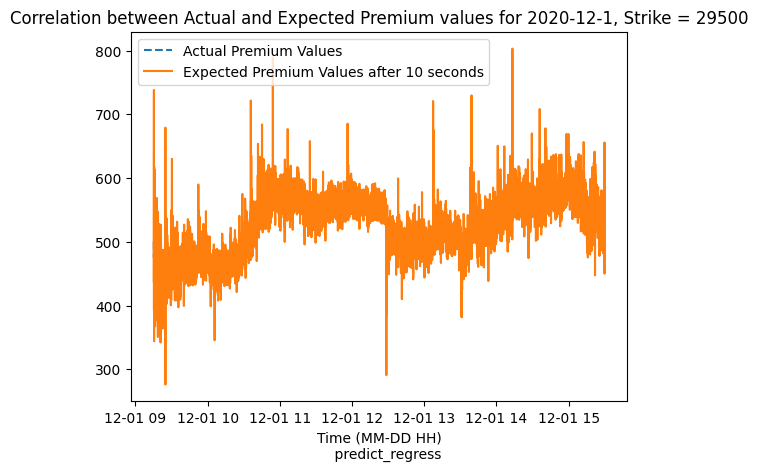 Correlation between Actual and Expected Premium values for 2020-12-1, Strike = 29500
Actual Premium Values
Expected Premium Values after 10 seconds
800
700
600
500
400
300
12-01 09 12-01 10 12-01 11 12-01 12 12-01 13 12-01 14 12-01 15
Time (MM-DD HH)
predict_regress